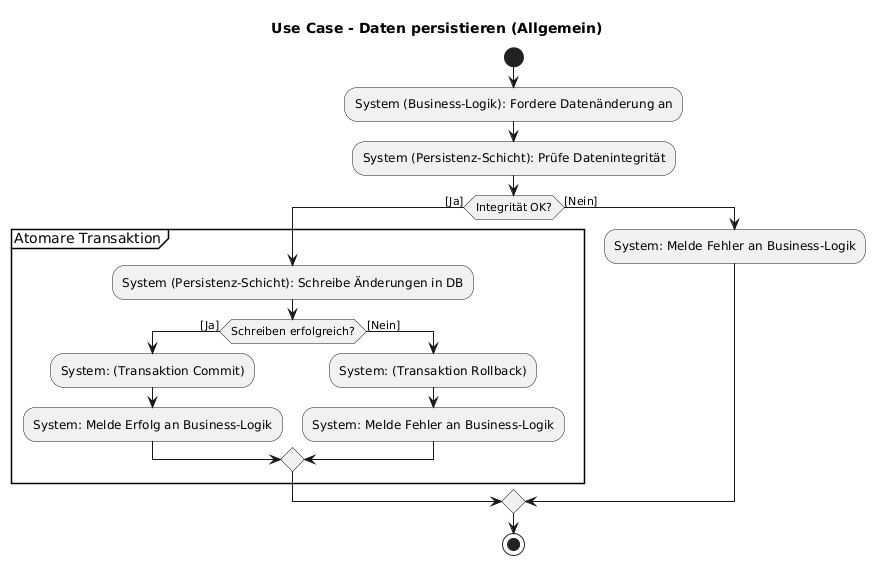 Use Case - Daten persistieren (Allgemein)
System (Business-Logik): Fordere Datenänderung an
System (Persistenz-Schicht): Prüfe Datenintegrität
[Ja]
Integrität OK?
[Nein]
Atomare Transaktion
System: Melde Fehler an Business-Logik
System (Persistenz-Schicht): Schreibe Änderungen in DB
[Ja]
Schreiben erfolgreich?
[Nein]
System: (Transaktion Commit)
System: (Transaktion Rollback)
System: Melde Erfolg an Business-Logik
System: Melde Fehler an Business-Logik